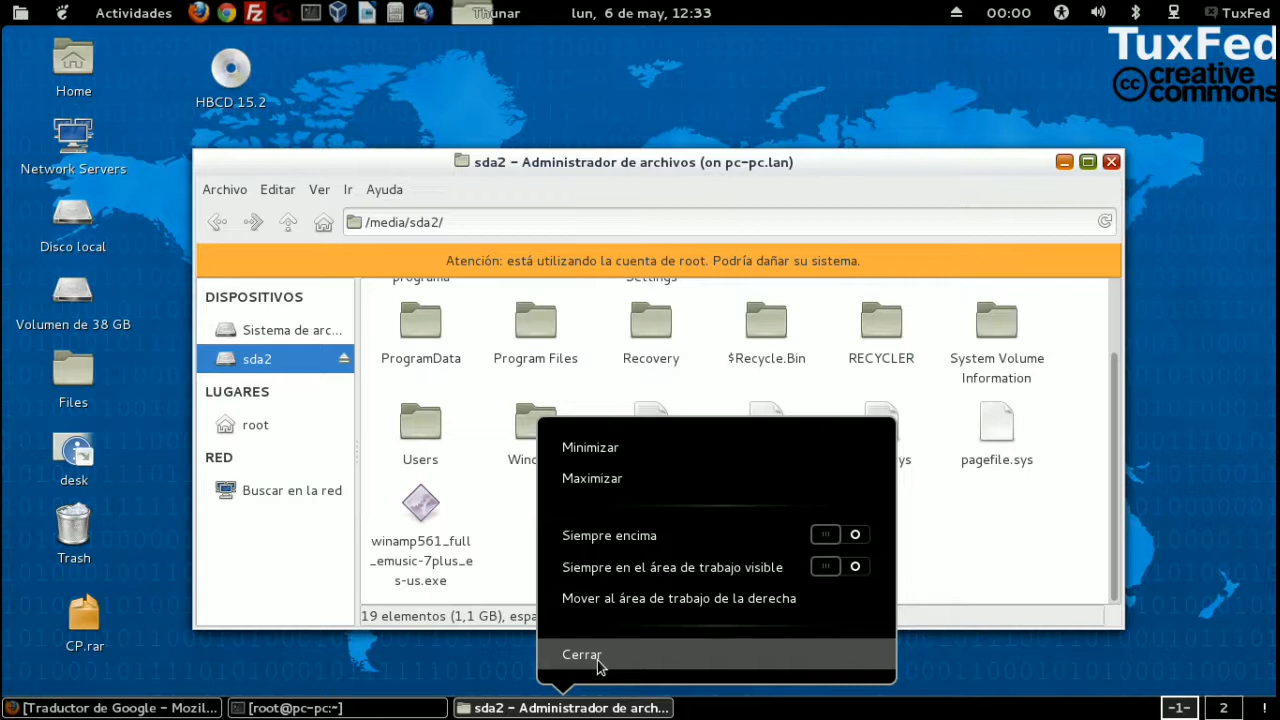 Actividades
Thunar
lun, 6 de may, 12:33
00:00
TuxFed
TuxFed
cc creative
commons
Home
HBCD 15.2
Network Servers
Disco local
Volumen de 38 GB
Files
desk
Trash
CP.rar
sda2 – Administrador de archivos (on pc-pc.lan)
Archivo Editar Ver Ir Ayuda
/media/sda2/
Atención: está utilizando la cuenta de root. Podría dañar su sistema.
DISPOSITIVOS
Sistema de arc...
sda2
LUGARES
root
RED
Buscar en la red
programa
Settings
ProgramData
Program Files
Recovery
$Recycle.Bin
RECYCLER
System Volume
Information
Users
pagefile.sys
winamp561_full
_emusic-7plus_e
s-us.exe
19 elementos (1,1 GB),
Minimizar
Maximizar
Siempre encima
Siempre en el área de trabajo visible
Mover al área de trabajo de la derecha
Cerrar
[Traductor de Google – Mozil...
[root@pc-pc:~]
sda2 – Administrador de arch...
-1-
2
!